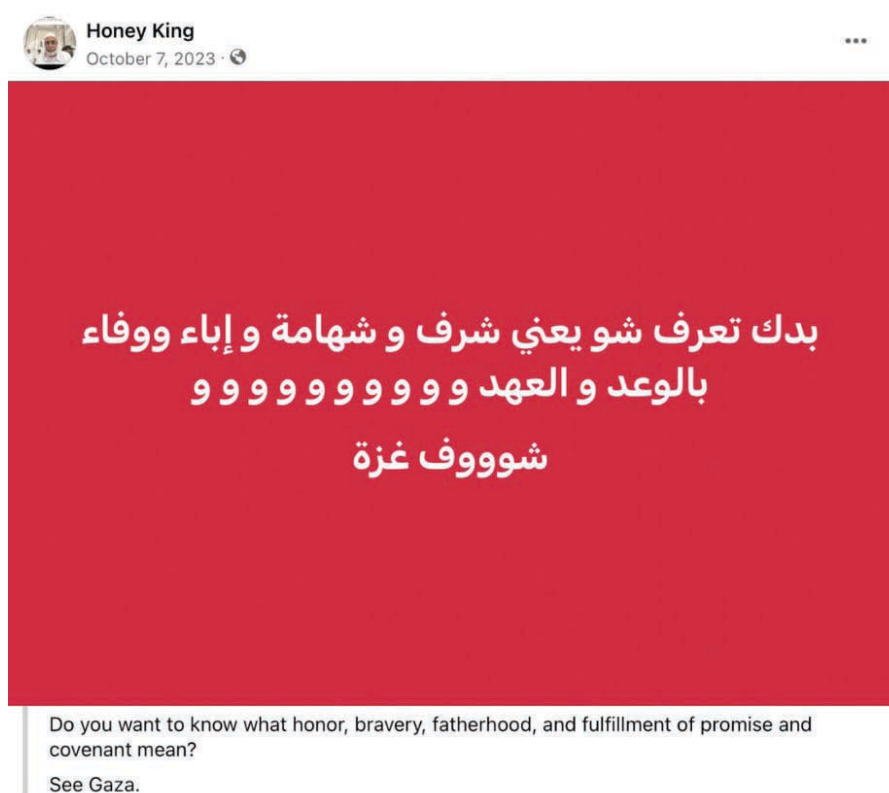 Honey King
October 7, 2023 ·
بدك تعرف شو يعني شرف و شهامة و إباء ووفاء
بالوعد و العهد و و و و و و و و و و
شوووف غزة
Do you want to know what honor, bravery, fatherhood, and fulfillment of promise and
covenant mean?
See Gaza.